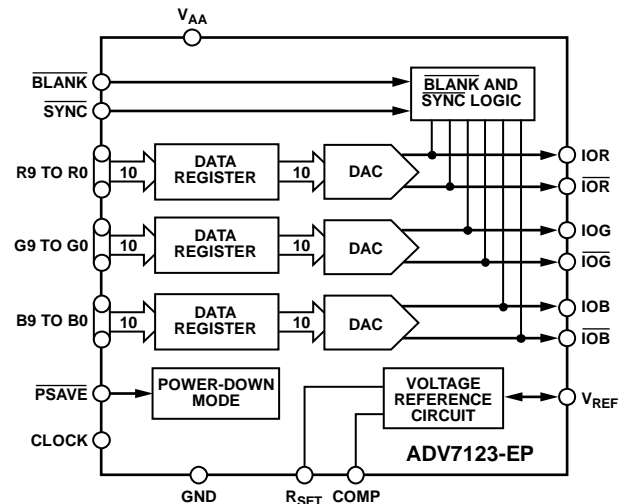 VAA
BLANK
SYNC
BLANK AND
SYNC LOGIC
R9 TO R0
10
DATA
REGISTER
10
DAC
IOR
IOR
G9 TO G0
10
DATA
REGISTER
10
DAC
IOG
IOG
B9 TO B0
10
DATA
REGISTER
10
DAC
IOB
IOB
PSAVE
POWER-DOWN
MODE
VOLTAGE
REFERENCE
CIRCUIT
VREF
CLOCK
ADV7123-EP
GND
RSET
COMP